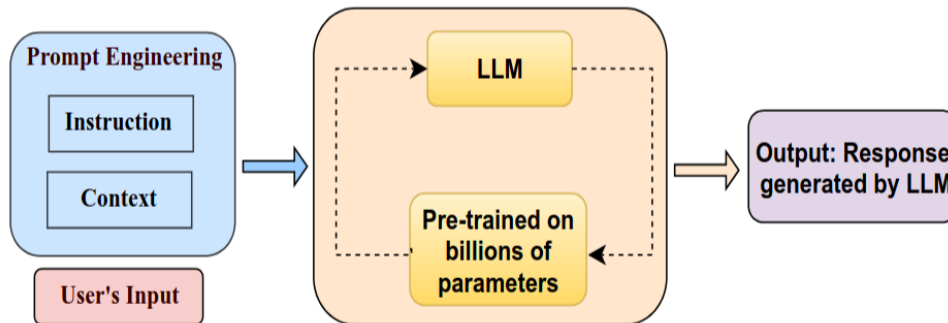 Prompt Engineering
Instruction
Context
User's Input
LLM
Pre-trained on
billions of
parameters
Output: Response
generated by LLM